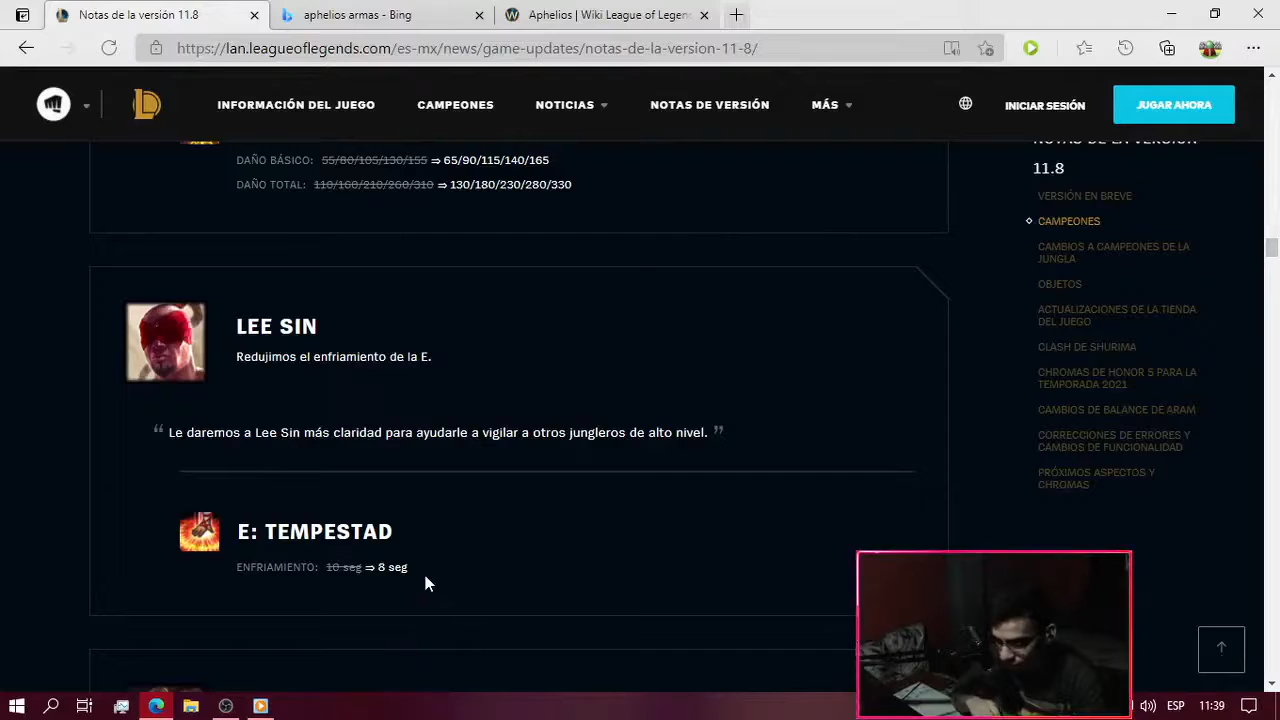 Notas de la versión 11.8
aphelios armas - Bing
Aphelios | Wiki League of Legen
https://lan.leagueoflegends.com/es-mx/news/game-updates/notas-de-la-version-11-8/
INFORMACIÓN DEL JUEGO
CAMPEONES
NOTICIAS
NOTAS DE VERSIÓN
MÁS
INICIAR SESIÓN
JUGAR AHORA
DAÑO BÁSICO: 55/80/105/130/155 ⇒ 65/90/115/140/165
DAÑO TOTAL: 110/160/210/260/310 ⇒ 130/180/230/280/330
LEE SIN
Redujimos el enfriamiento de la E.
“ Le daremos a Lee Sin más claridad para ayudarle a vigilar a otros jungleros de alto nivel. ”
E: TEMPESTAD
ENFRIAMIENTO: 10 seg ⇒ 8 seg
NOTAS DE LA VERSIÓN
11.8
VERSIÓN EN BREVE
CAMPEONES
CAMBIOS A CAMPEONES DE LA
JUNGLA
OBJETOS
ACTUALIZACIONES DE LA TIENDA
DEL JUEGO
CLASH DE SHURIMA
CHROMAS DE HONOR 5 PARA LA
TEMPORADA 2021
CAMBIOS DE BALANCE DE ARAM
CORRECCIONES DE ERRORES Y
CAMBIOS DE FUNCIONALIDAD
PRÓXIMOS ASPECTOS Y
CHROMAS
ESP
11:39